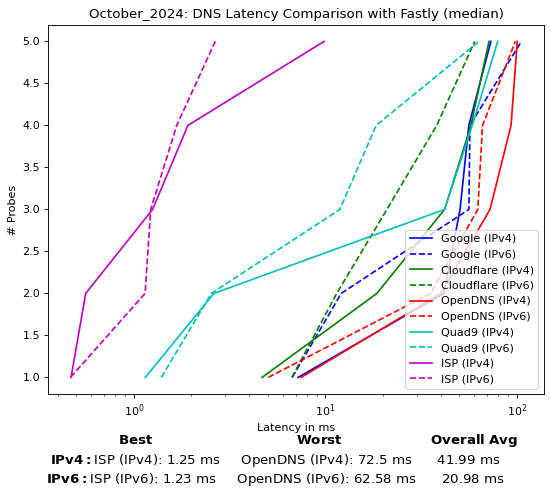 October_2024: DNS Latency Comparison with Fastly (median)
5.0
4.5
4.0
3.5
3.0
2.5
2.0
1.5
1.0
# Probes
Google (IPv4)
Google (IPv6)
Cloudflare (IPv4)
Cloudflare (IPv6)
OpenDNS (IPv4)
OpenDNS (IPv6)
Quad9 (IPv4)
Quad9 (IPv6)
ISP (IPv4)
ISP (IPv6)
10⁰ 10¹ 10²
Latency in ms
Best Worst Overall Avg
IPv4: ISP (IPv4): 1.25 ms OpenDNS (IPv4): 72.5 ms 41.99 ms
IPv6: ISP (IPv6): 1.23 ms OpenDNS (IPv6): 62.58 ms 20.98 ms